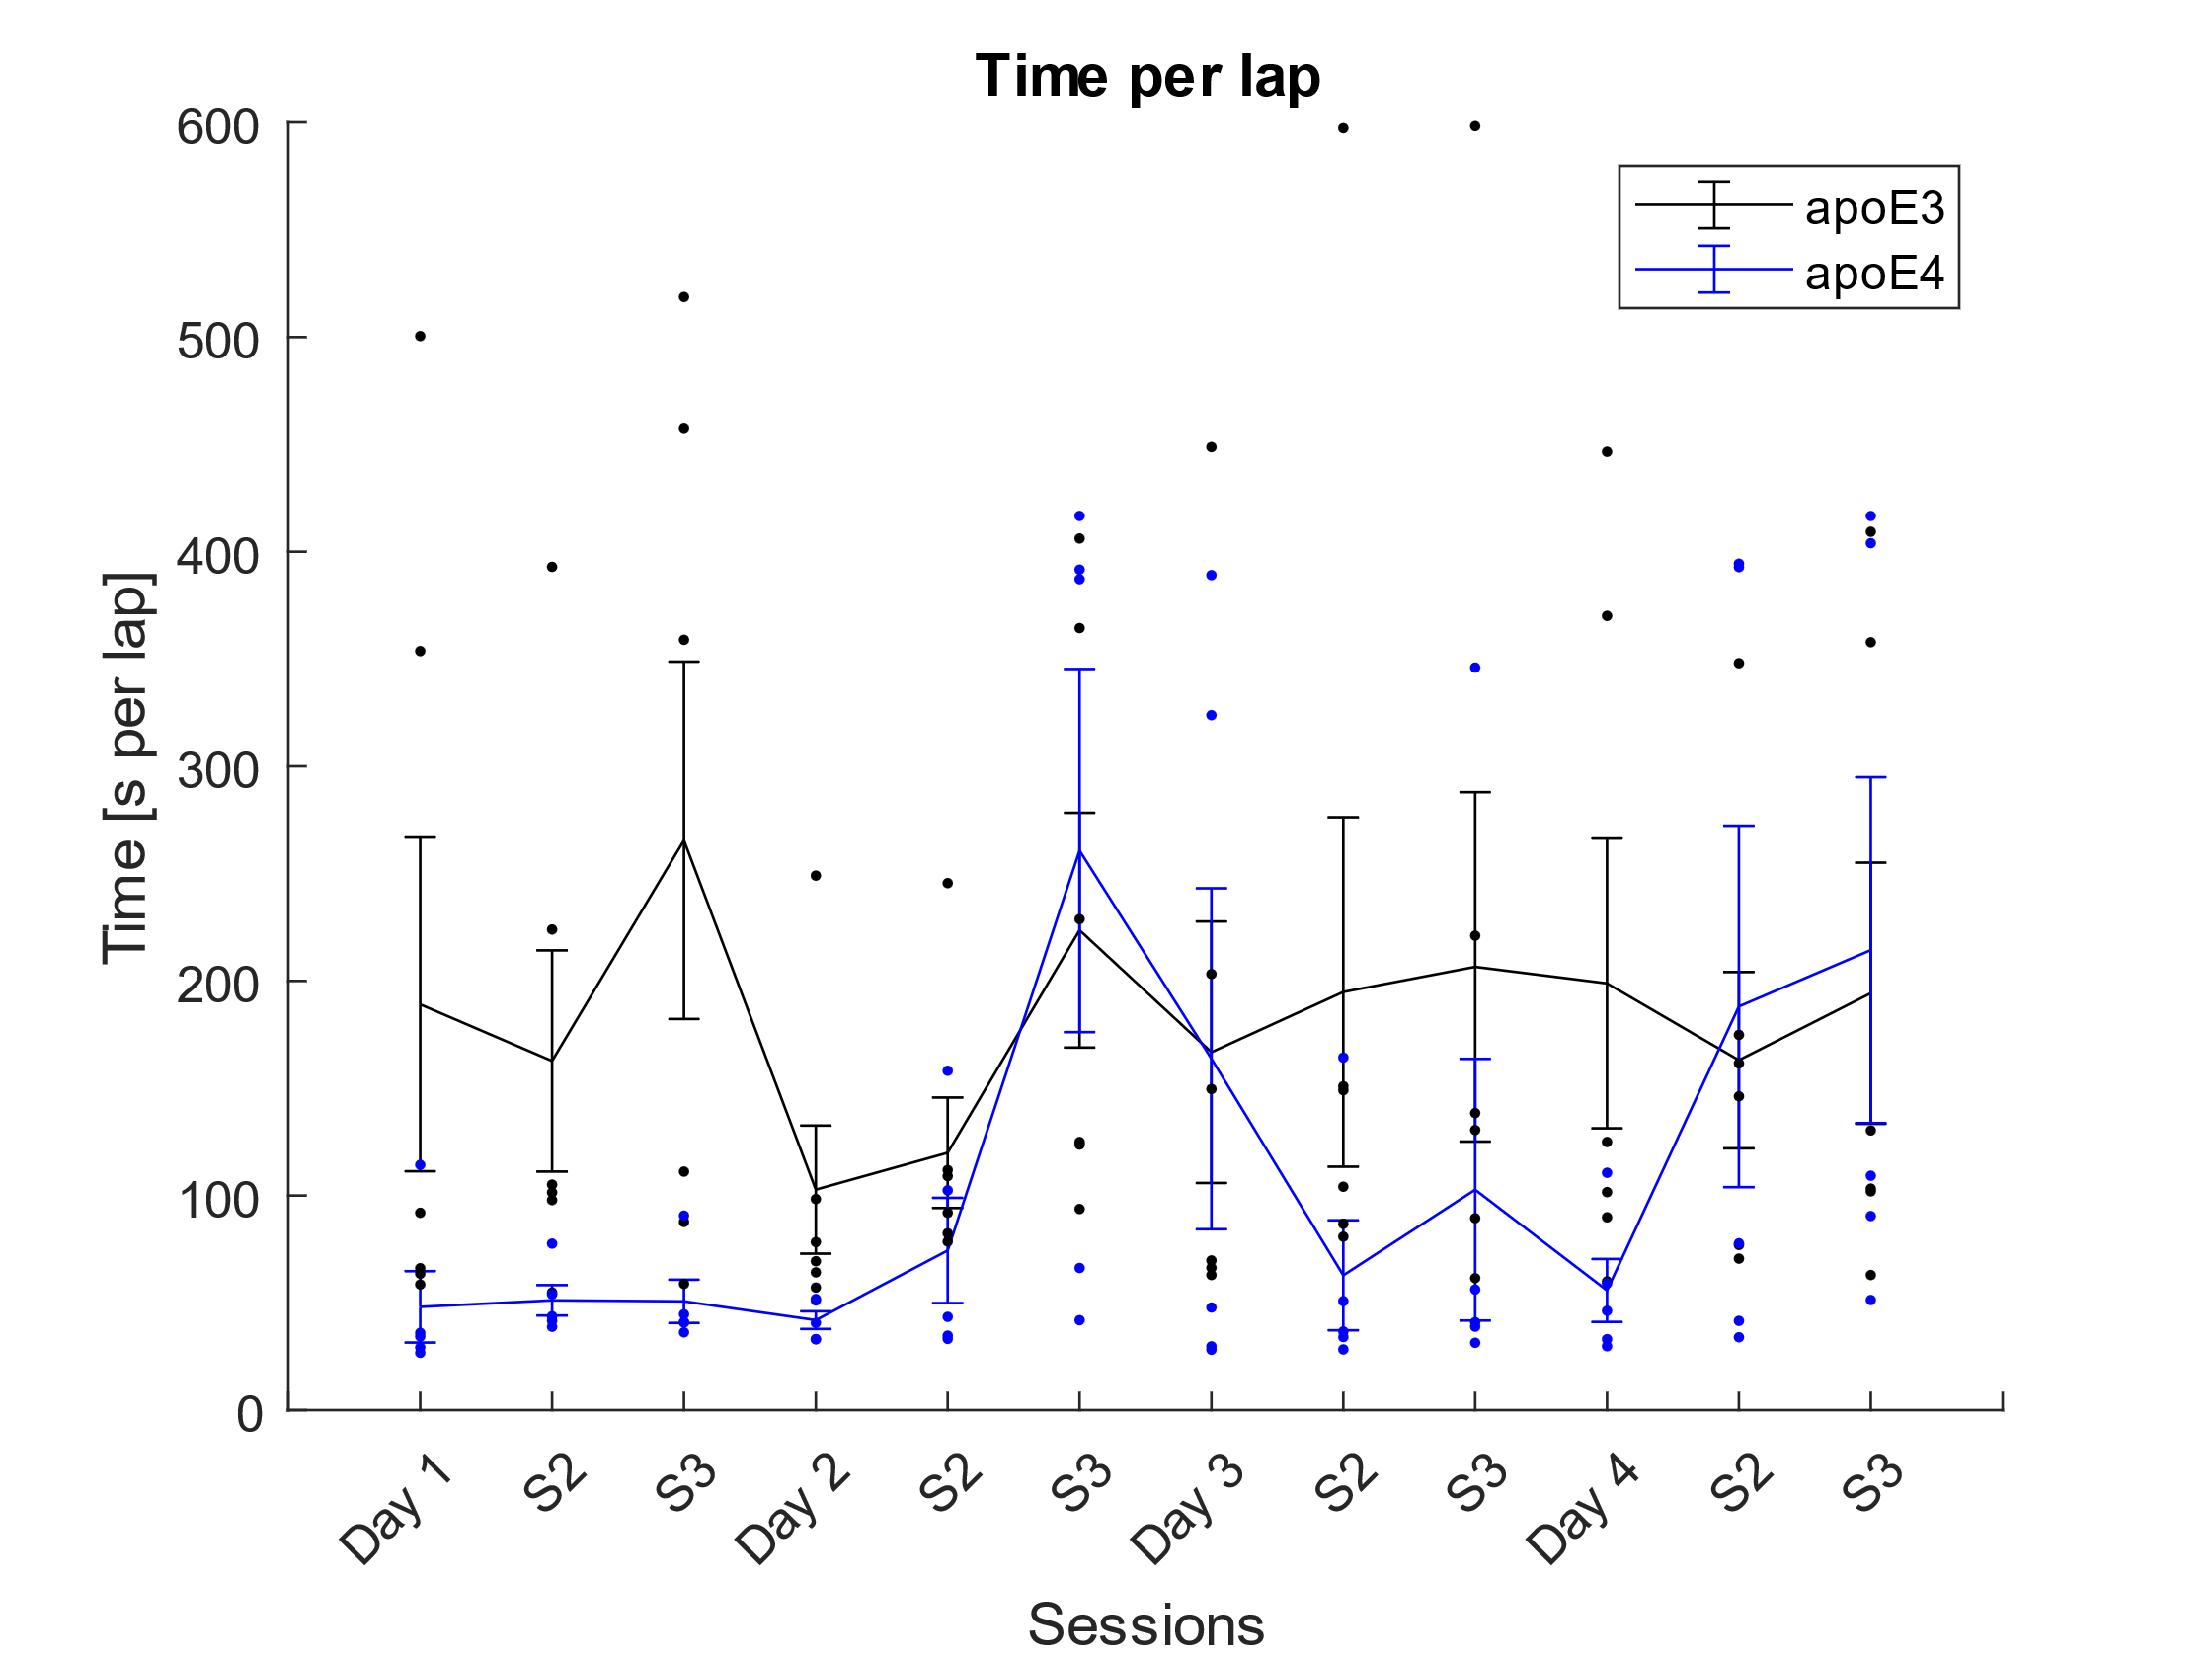 Time per lap
600
500
400
300
200
100
0
Time [s per lap]
apoE3
apoE4
Day 1
S2
S3
Day 2
S2
S3
Day 3
S2
S3
Day 4
S2
S3
Sessions